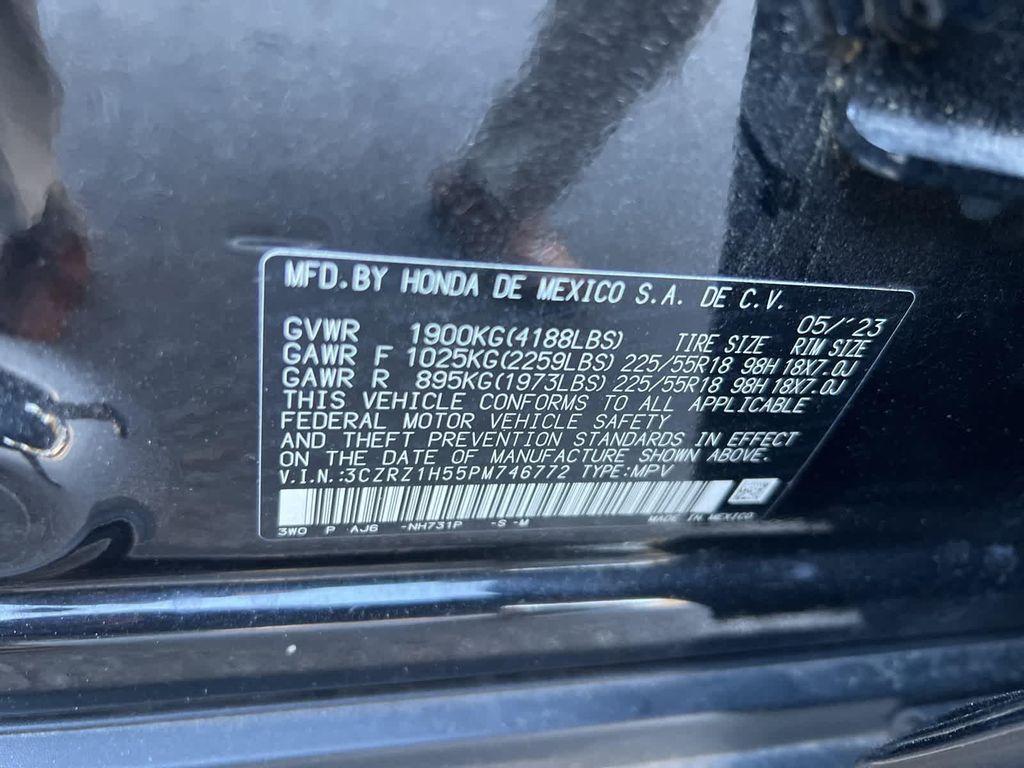 MFD.BY HONDA DE MEXICO S.A. DE C.V.
05/'23
GVWR 1900KG(4188LBS) TIRE SIZE RIM SIZE
GAWR F 1025KG(2259LBS) 225/55R18 98H 18X7.0J
GAWR R 895KG(1973LBS) 225/55R18 98H 18X7.0J
THIS VEHICLE CONFORMS TO ALL APPLICABLE
FEDERAL MOTOR VEHICLE SAFETY
AND THEFT PREVENTION STANDARDS IN EFFECT
ON THE DATE OF MANUFACTURE SHOWN ABOVE.
V.I.N.:3CZRZ1H55PM746772 TYPE:MPV
3W0 P AJ6 -NH731P -S -M MADE IN MEXICO